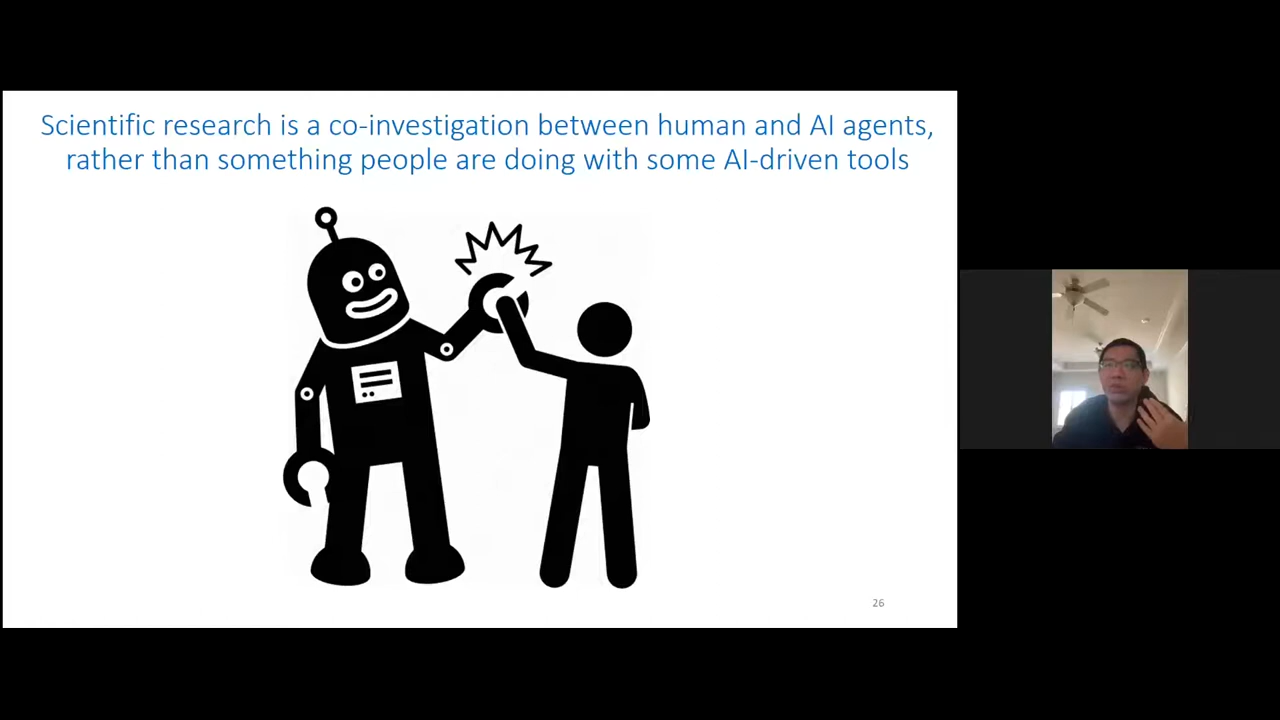 Scientific research is a co-investigation between human and AI agents,
rather than something people are doing with some AI-driven tools
26